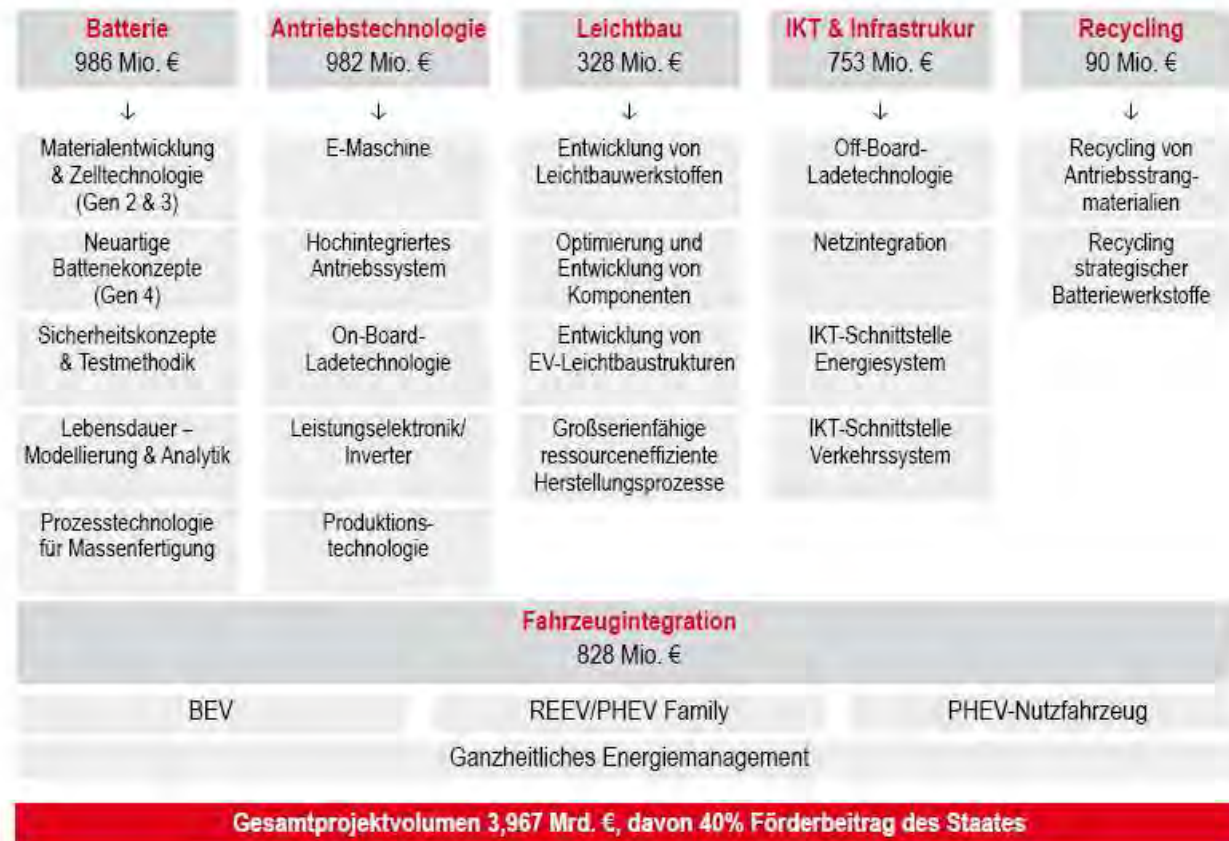 Batterie
986 Mio. €
↓
Materialentwicklung
& Zelltechnologie
(Gen 2 & 3)
Neuartige
Batteriekonzepte
(Gen 4)
Sicherheitskonzepte
& Testmethodik
Lebensdauer –
Modellierung & Analytik
Prozesstechnologie
für Massenfertigung
Antriebstechnologie
982 Mio. €
↓
E-Maschine
Hochintegriertes
Antriebssystem
On-Board-
Ladetechnologie
Leistungselektronik/
Inverter
Produktions-
technologie
Leichtbau
328 Mio. €
↓
Entwicklung von
Leichtbauwerkstoffen
Optimierung und
Entwicklung von
Komponenten
Entwicklung von
EV-Leichtbaustrukturen
Großserienfähige
ressourceneffiziente
Herstellungsprozesse
IKT & Infrastrukur
753 Mio. €
↓
Off-Board-
Ladetechnologie
Netzintegration
IKT-Schnittstelle
Energiesystem
IKT-Schnittstelle
Verkehrssystem
Recycling
90 Mio. €
↓
Recycling von
Antriebsstrang-
materialien
Recycling
strategischer
Batteriewerkstoffe
Fahrzeugintegration
828 Mio. €
BEV
REEV/PHEV Family
PHEV-Nutzfahrzeug
Ganzheitliches Energiemanagement
Gesamtprojektvolumen 3,967 Mrd. €, davon 40% Förderbeitrag des Staates